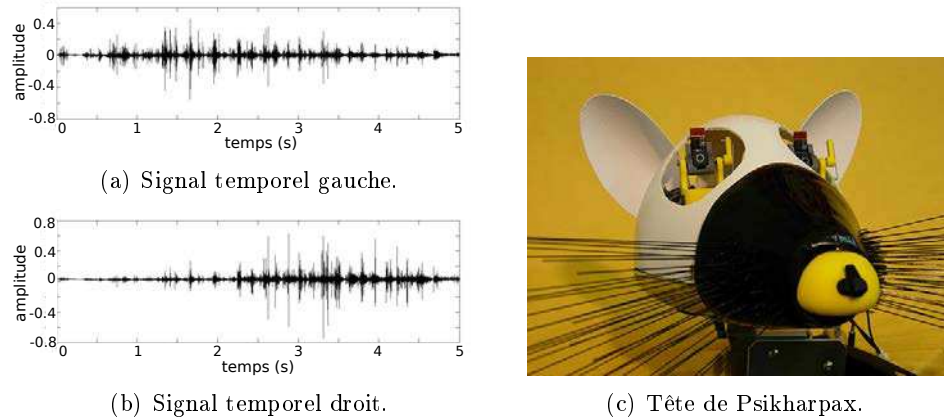 amplitude
0.4
0
-0.4
-0.8
0 1 2 3 4 5
temps (s)
(a) Signal temporel gauche.
amplitude
0.8
0.4
0
-0.4
-0.8
0 1 2 3 4 5
temps (s)
(b) Signal temporel droit.
(c) Tête de Psikharpax.